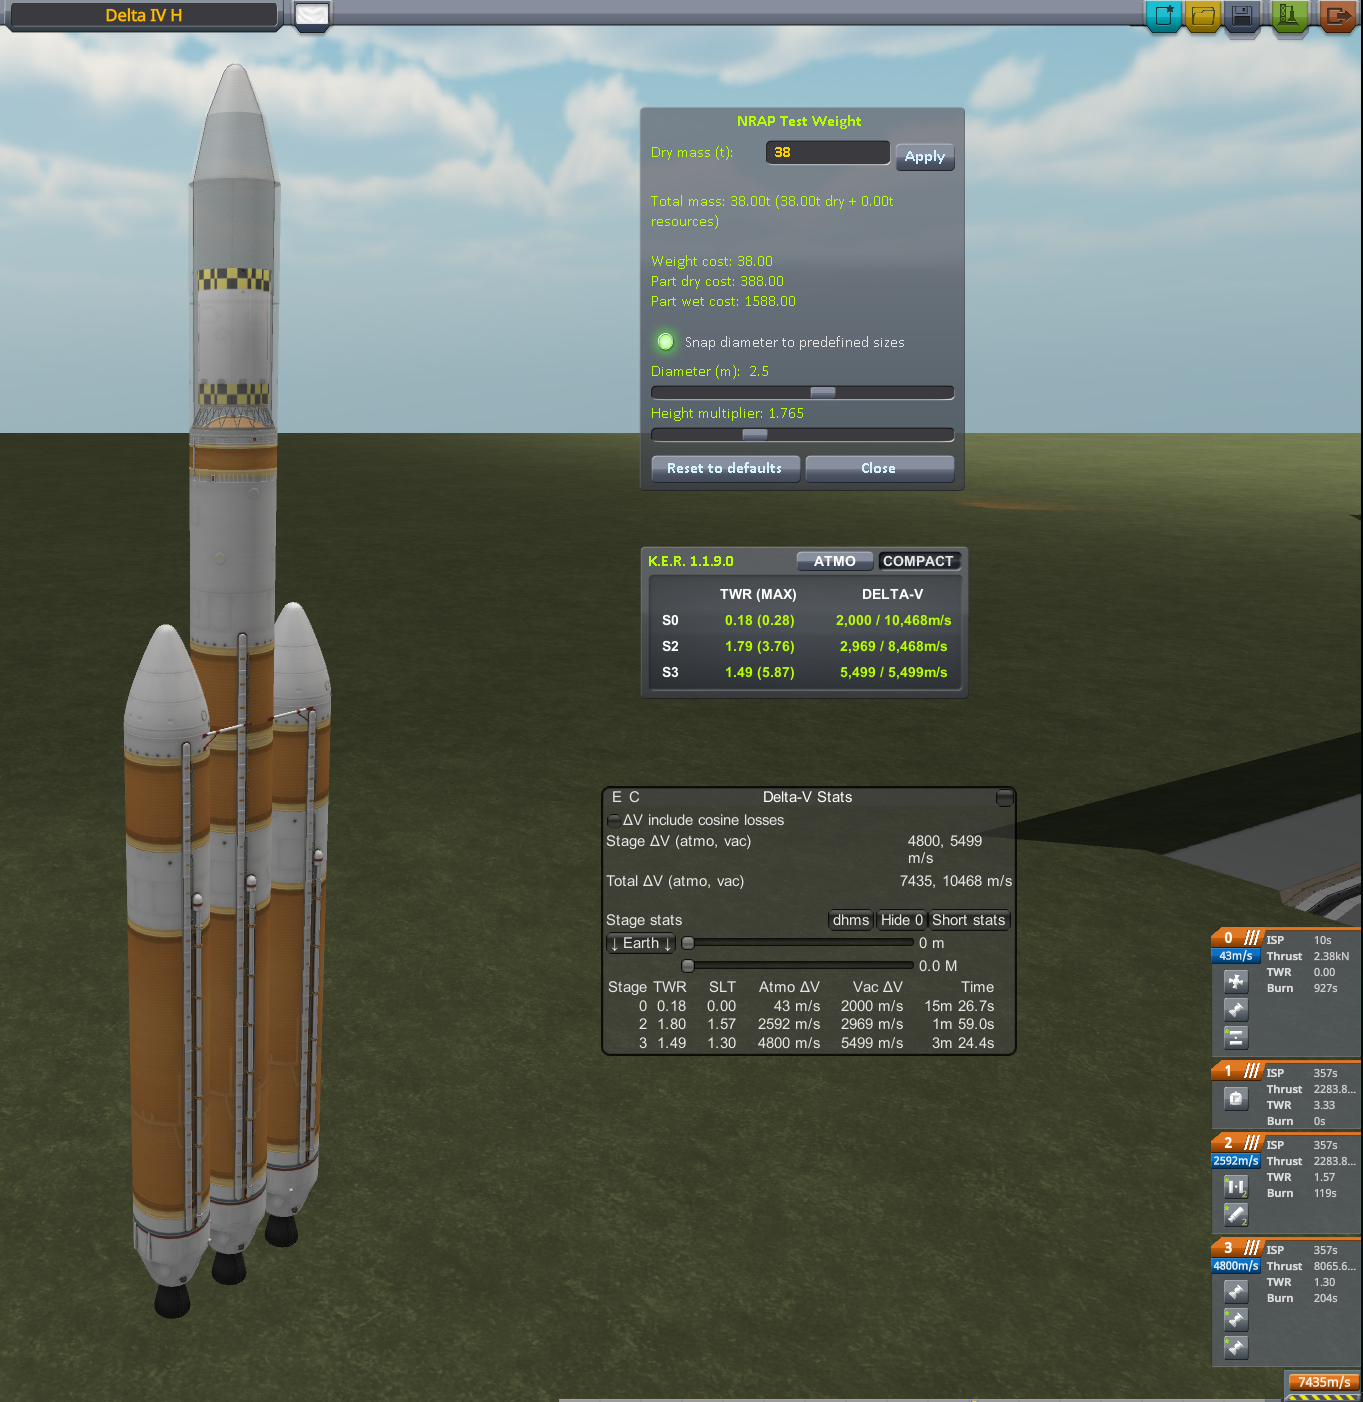 Delta IV H
NRAP Test Weight
Dry mass (t): 38 Apply
Total mass: 38.00t (38.00t dry + 0.00t
resources)
Weight cost: 38.00
Part dry cost: 388.00
Part wet cost: 1588.00
Snap diameter to predefined sizes
Diameter (m): 2.5
Height multiplier: 1.765
Reset to defaults Close
K.E.R. 1.1.9.0 ATMO COMPACT
TWR (MAX) DELTA-V
S0 0.18 (0.28) 2,000 / 10,468m/s
S2 1.79 (3.76) 2,969 / 8,468m/s
S3 1.49 (5.87) 5,499 / 5,499m/s
E C Delta-V Stats
ΔV include cosine losses
Stage ΔV (atmo, vac) 4800, 5499
m/s
Total ΔV (atmo, vac) 7435, 10468 m/s
Stage stats dhms Hide 0 Short stats
↓ Earth ↓ 0 m
0.0 M
Stage TWR SLT Atmo ΔV Vac ΔV Time
0 0.18 0.00 43 m/s 2000 m/s 15m 26.7s
2 1.80 1.57 2592 m/s 2969 m/s 1m 59.0s
3 1.49 1.30 4800 m/s 5499 m/s 3m 24.4s
0 ISP 10s
43m/s Thrust 2.38kN
TWR 0.00
Burn 927s
1 ISP 357s
Thrust 2283.8...
TWR 3.33
Burn 0s
2 ISP 357s
2592m/s Thrust 2283.8...
TWR 1.57
2 Burn 119s
2
3 ISP 357s
4800m/s Thrust 8065.6...
TWR 1.30
Burn 204s
7435m/s